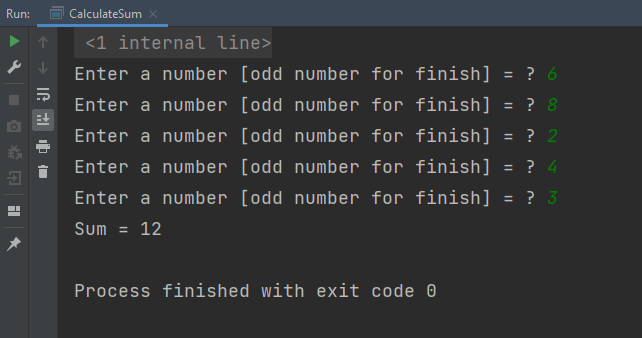 Run: CalculateSum
<1 internal line>
Enter a number [odd number for finish] = ? 6
Enter a number [odd number for finish] = ? 8
Enter a number [odd number for finish] = ? 2
Enter a number [odd number for finish] = ? 4
Enter a number [odd number for finish] = ? 3
Sum = 12
Process finished with exit code 0